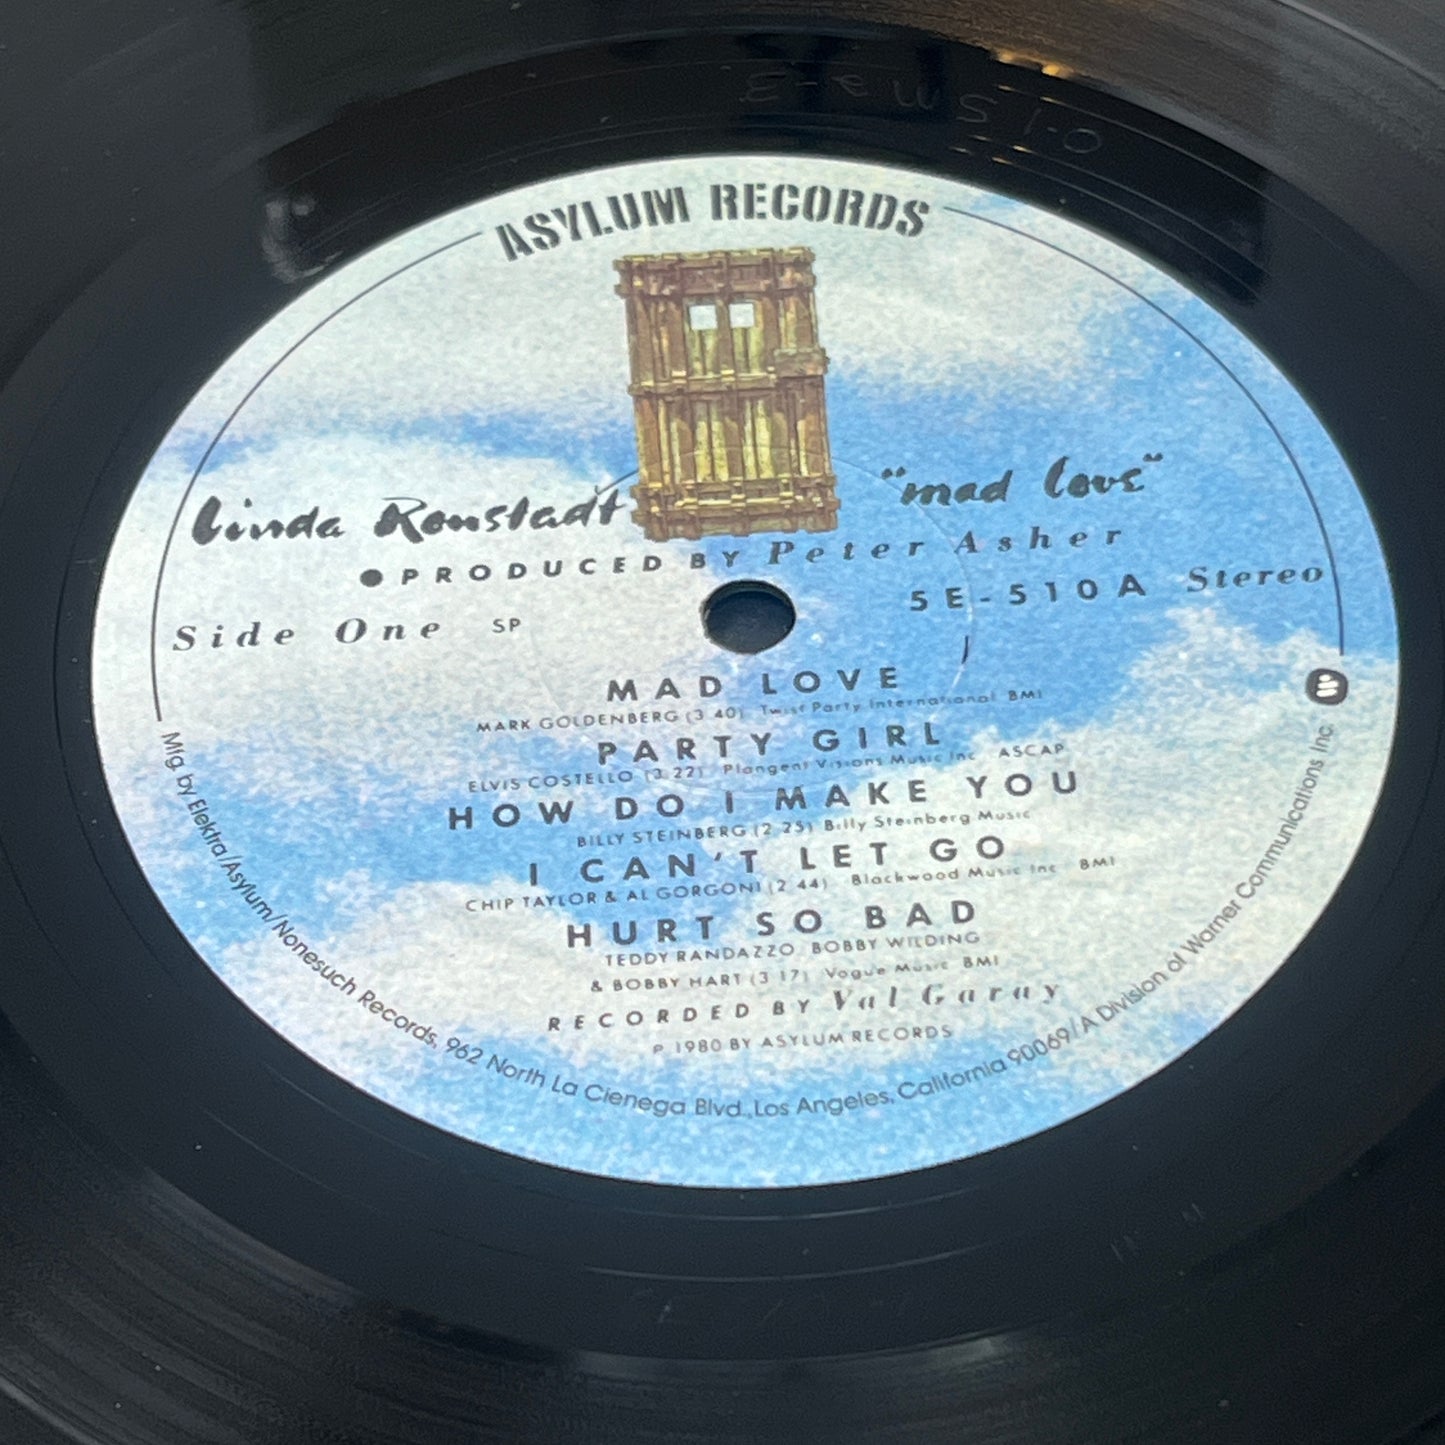 ASYLUM RECORDS
Linda Ronstadt
"mad love"
PRODUCED BY Peter Asher
Side One SP
5E-510A Stereo
MAD LOVE
MARK GOLDENBERG (3 40) Twist Party International BMI
PARTY GIRL
ELVIS COSTELLO (3 22) Plangent Visions Music Inc ASCAP
HOW DO I MAKE YOU
BILLY STEINBERG (2 25) Billy Steinberg Music
I CAN'T LET GO
CHIP TAYLOR & AL GORGONI (2 44) Blackwood Music Inc BMI
HURT SO BAD
TEDDY RANDAZZO, BOBBY WILDING
& BOBBY HART (3 17) Vogue Music BMI
RECORDED BY Val Garay
℗ 1980 BY ASYLUM RECORDS
Mfg. by Elektra/Asylum/Nonesuch Records, 962 North La Cienega Blvd., Los Angeles, California 90069/A Division of Warner Communications Inc.